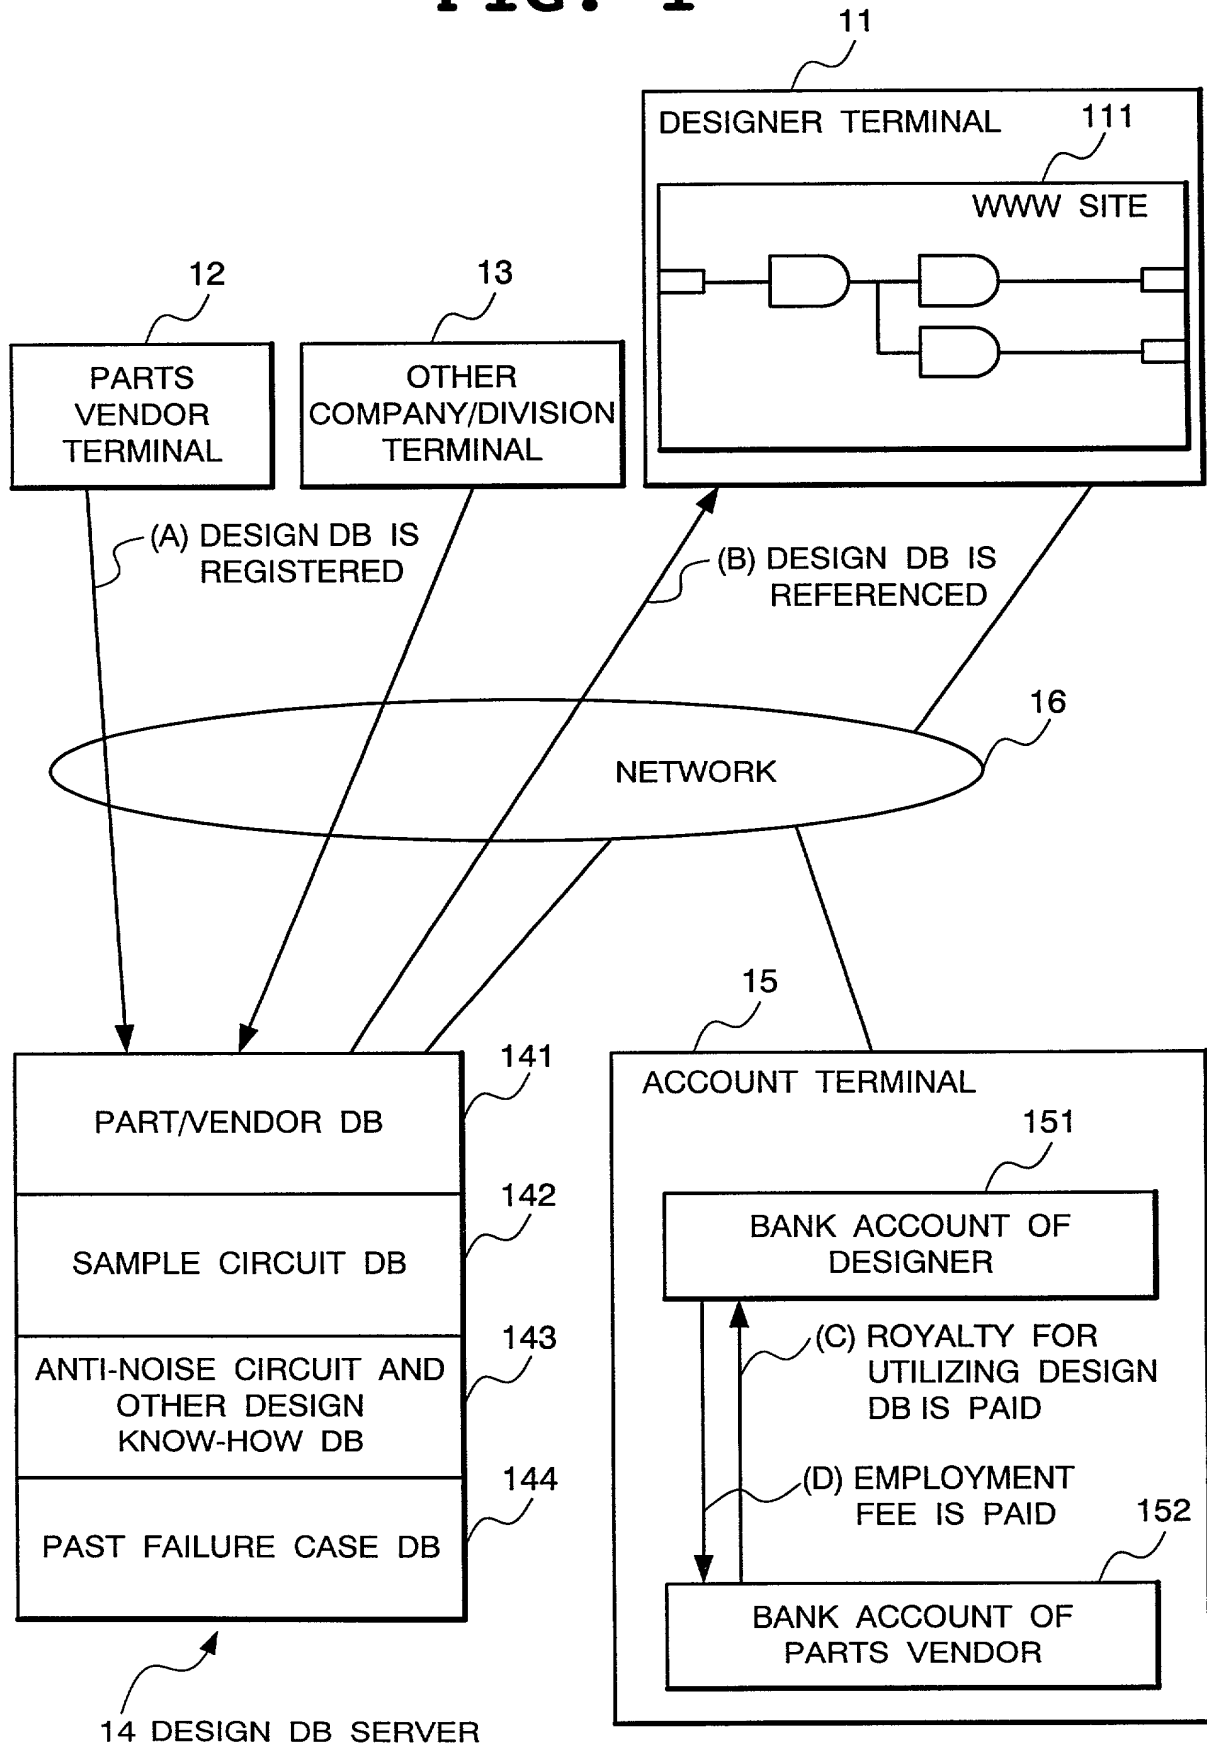 FIG. 1
11
DESIGNER TERMINAL
111
WWW SITE
12
13
PARTS
VENDOR
TERMINAL
OTHER
COMPANY/DIVISION
TERMINAL
(A) DESIGN DB IS
REGISTERED
(B) DESIGN DB IS
REFERENCED
16
NETWORK
15
141
ACCOUNT TERMINAL
PART/VENDOR DB
151
142
BANK ACCOUNT OF
DESIGNER
SAMPLE CIRCUIT DB
143
(C) ROYALTY FOR
UTILIZING DESIGN
DB IS PAID
ANTI-NOISE CIRCUIT AND
OTHER DESIGN
KNOW-HOW DB
144
(D) EMPLOYMENT
FEE IS PAID
152
PAST FAILURE CASE DB
BANK ACCOUNT OF
PARTS VENDOR
14 DESIGN DB SERVER